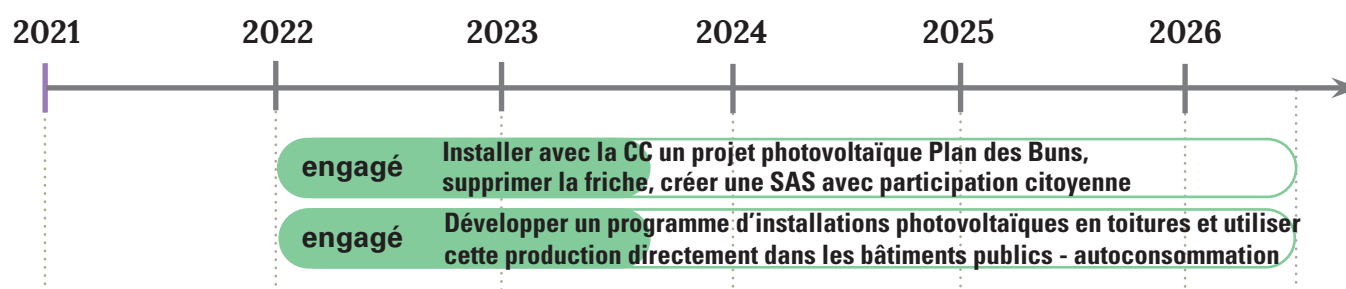 2021 2022 2023 2024 2025 2026
engagé
Installer avec la CC un projet photovoltaïque Plan des Buns,
supprimer la friche, créer une SAS avec participation citoyenne
engagé
Développer un programme d’installations photovoltaïques en toitures et utiliser
cette production directement dans les bâtiments publics - autoconsommation